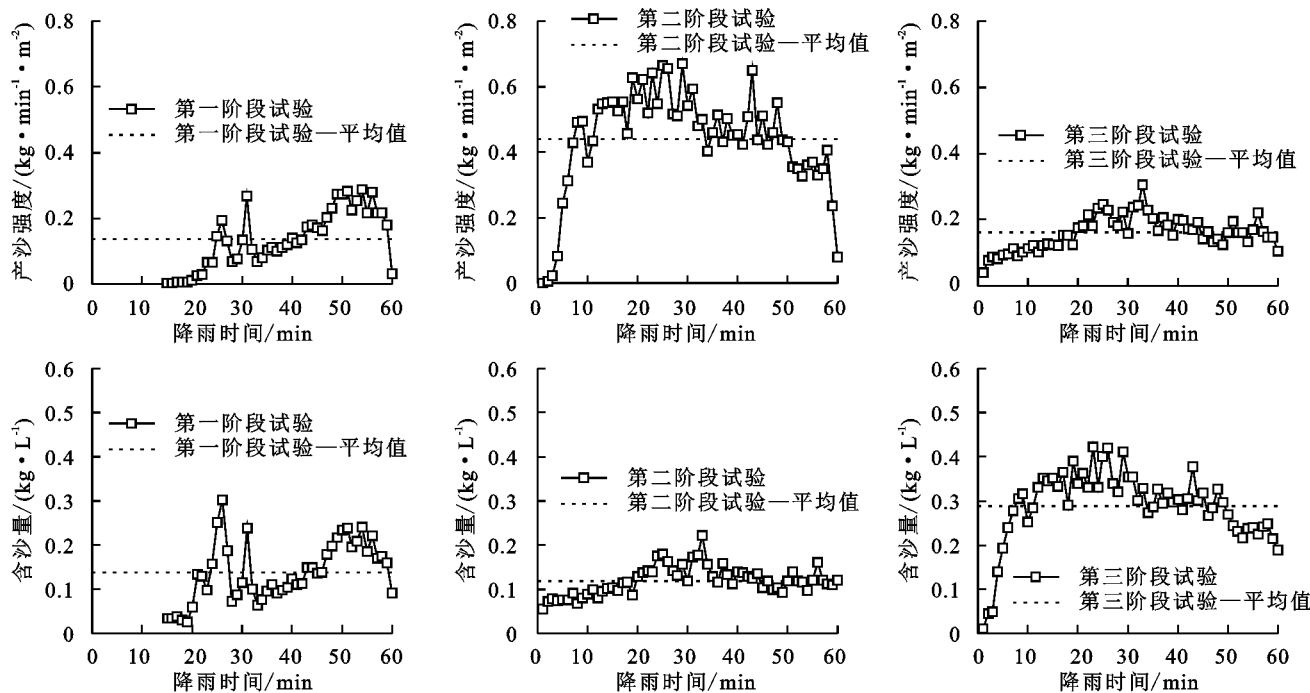 产沙强度/(kg·min⁻¹·m⁻²)
0.8
0.6
0.4
0.2
0
第一阶段试验
第一阶段试验—平均值
0 10 20 30 40 50 60
降雨时间/min
产沙强度/(kg·min⁻¹·m⁻²)
0.8
0.6
0.4
0.2
0
第二阶段试验
第二阶段试验—平均值
0 10 20 30 40 50 60
降雨时间/min
产沙强度/(kg·min⁻¹·m⁻²)
0.8
0.6
0.4
0.2
0
第三阶段试验
第三阶段试验—平均值
0 10 20 30 40 50 60
降雨时间/min
含沙量/(kg·L⁻¹)
0.6
0.5
0.4
0.3
0.2
0.1
0
第一阶段试验
第一阶段试验—平均值
0 10 20 30 40 50 60
降雨时间/min
含沙量/(kg·L⁻¹)
0.6
0.5
0.4
0.3
0.2
0.1
0
第二阶段试验
第二阶段试验—平均值
0 10 20 30 40 50 60
降雨时间/min
含沙量/(kg·L⁻¹)
0.6
0.5
0.4
0.3
0.2
0.1
0
第三阶段试验
第三阶段试验—平均值
0 10 20 30 40 50 60
降雨时间/min